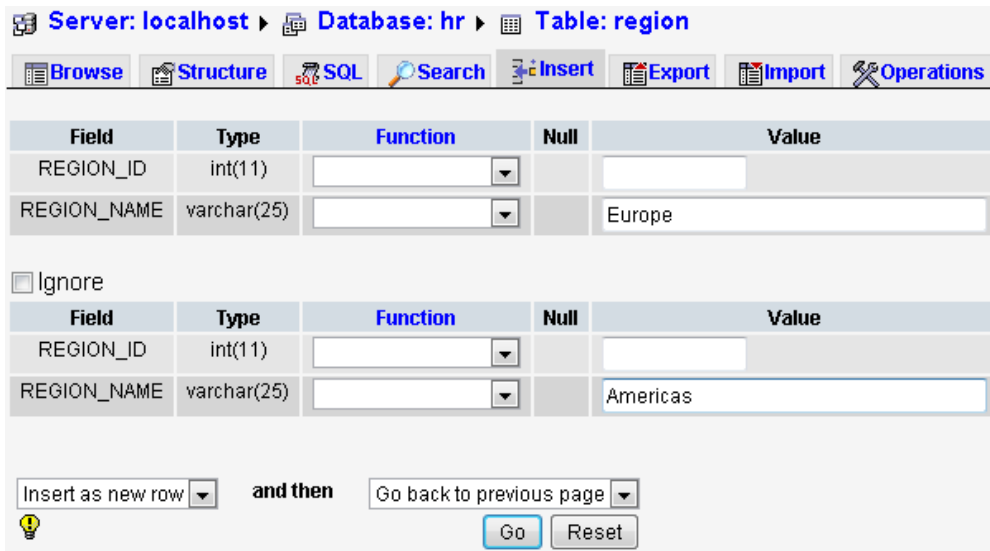 Server: localhost Database: hr Table: region
Browse Structure SQL Search Insert Export Import Operations
Field Type Function Null Value
REGION_ID int(11)
REGION_NAME varchar(25) Europe
Ignore
Field Type Function Null Value
REGION_ID int(11)
REGION_NAME varchar(25) Americas
Insert as new row and then Go back to previous page
Go Reset